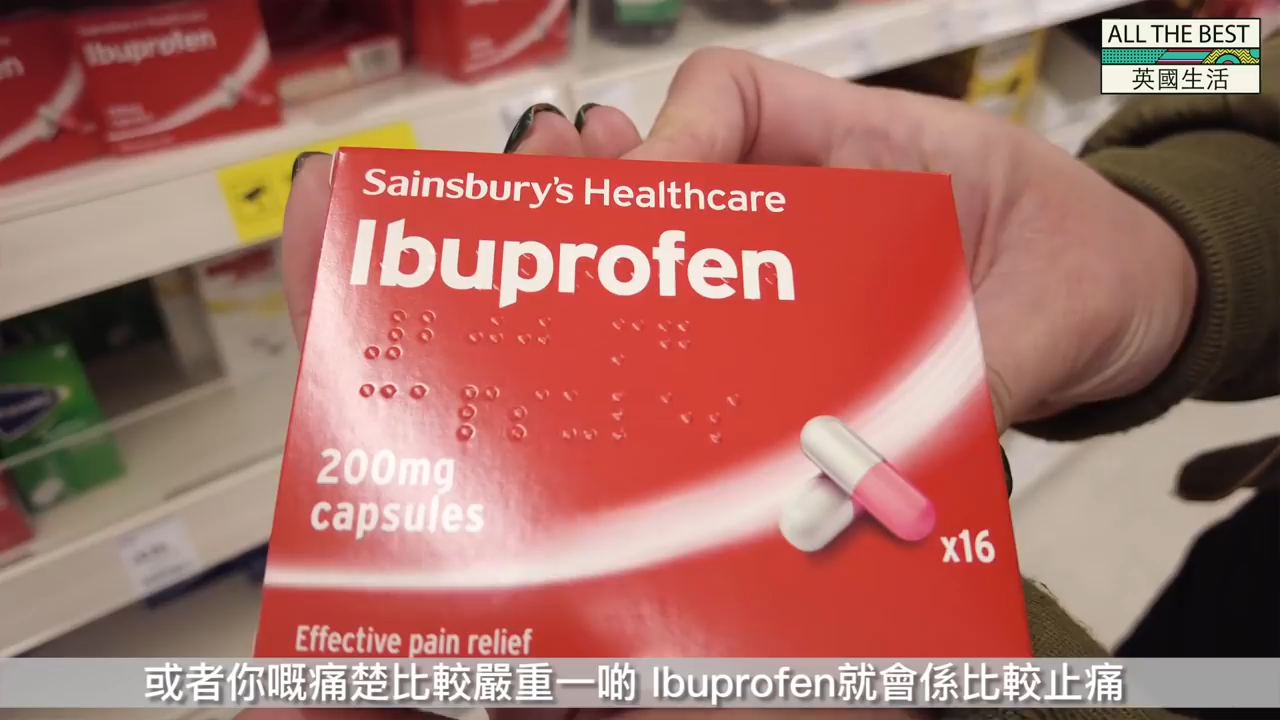 ALL THE BEST
英國生活
Ibuprofen
Sainsbury's Healthcare
Ibuprofen
200mg
capsules
x16
Effective pain relief
或者你嘅痛楚比較嚴重一啲 Ibuprofen就會係比較止痛